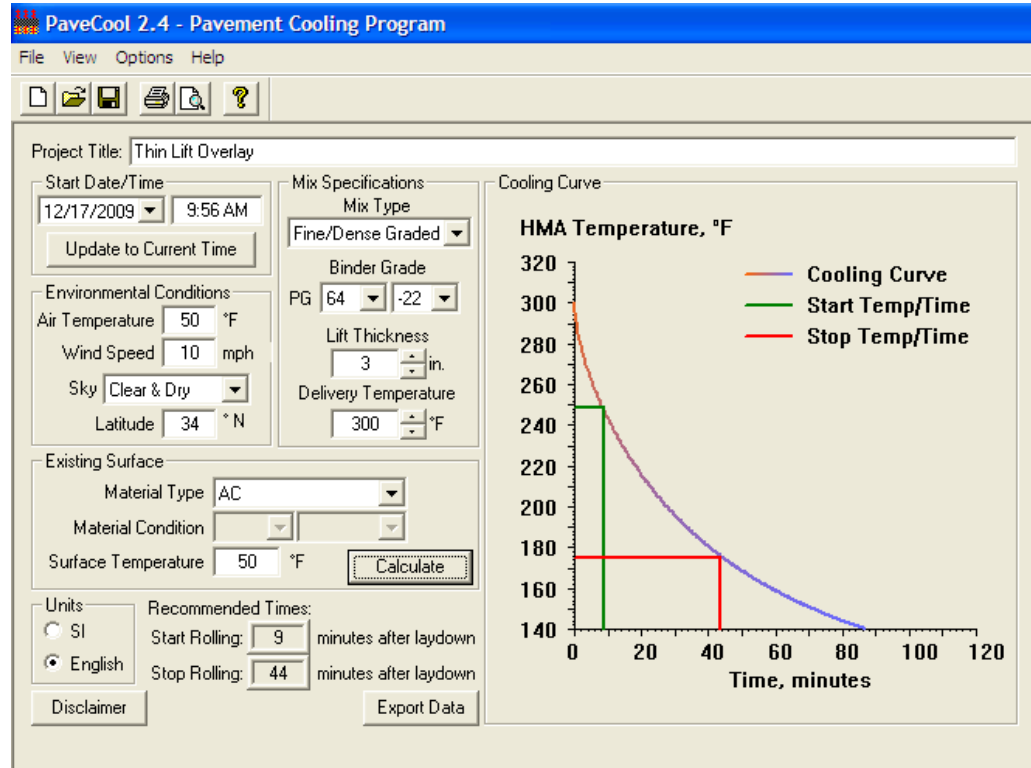 PaveCool 2.4 - Pavement Cooling Program
File View Options Help
Project Title: Thin Lift Overlay
Start Date/Time
12/17/2009 9:56 AM
Update to Current Time
Environmental Conditions
Air Temperature 50 °F
Wind Speed 10 mph
Sky Clear & Dry
Latitude 34 ° N
Mix Specifications
Mix Type
Fine/Dense Graded
Binder Grade
PG 64 -22
Lift Thickness
3 in.
Delivery Temperature
300 °F
Existing Surface
Material Type AC
Material Condition
Surface Temperature 50 °F
Calculate
Units
SI
English
Recommended Times:
Start Rolling: 9 minutes after laydown
Stop Rolling: 44 minutes after laydown
Disclaimer
Export Data
Cooling Curve
HMA Temperature, °F
Cooling Curve
Start Temp/Time
Stop Temp/Time
320
300
280
260
240
220
200
180
160
140
0 20 40 60 80 100 120
Time, minutes